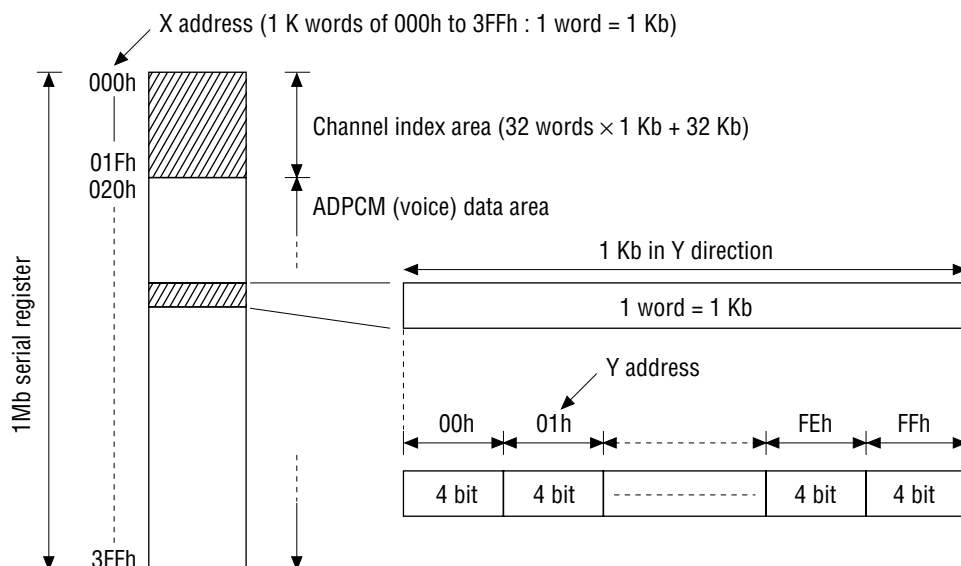 X address (1 K words of 000h to 3FFh : 1 word = 1 Kb)
000h
Channel index area (32 words × 1 Kb + 32 Kb)
01Fh
020h
ADPCM (voice) data area
1Mb serial register
1 Kb in Y direction
1 word = 1 Kb
Y address
00h 01h FEh FFh
4 bit 4 bit 4 bit 4 bit
3FFh